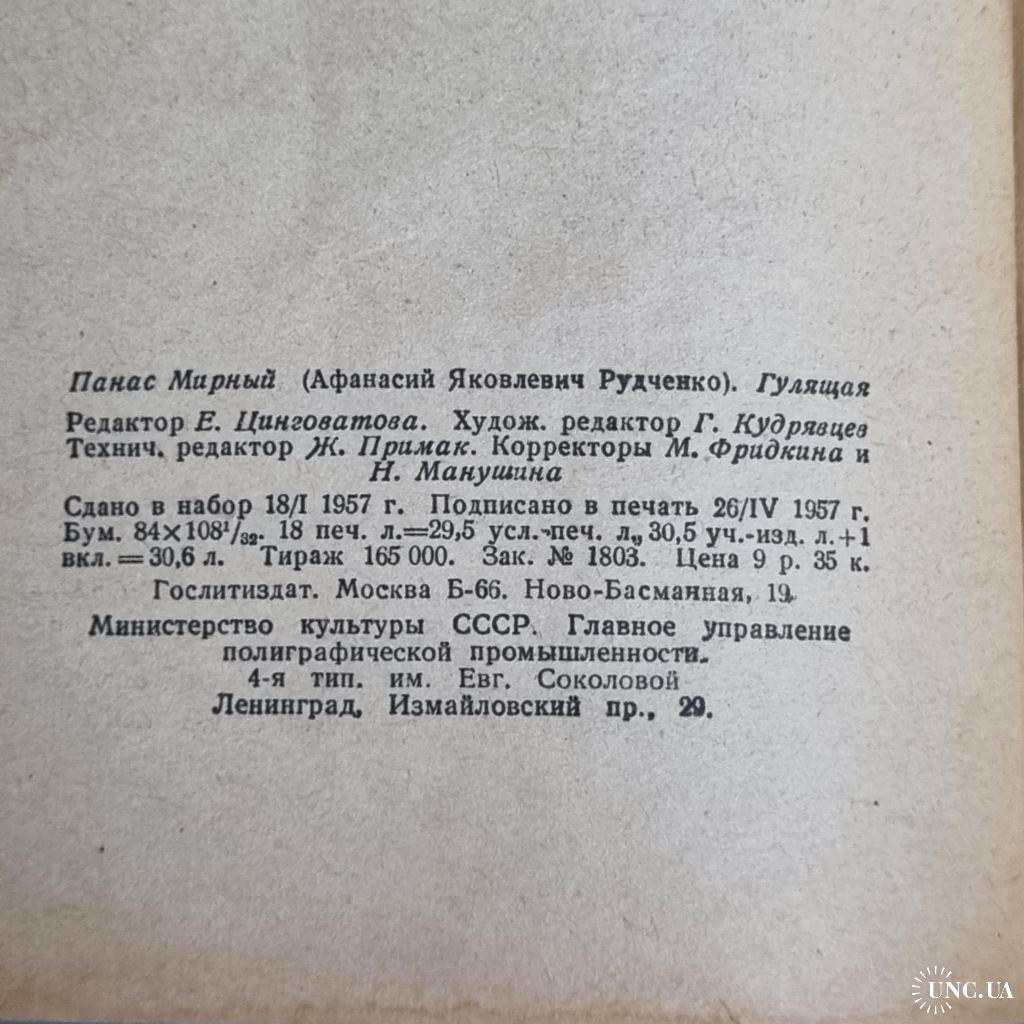 Панас Мирный (Афанасий Яковлевич Рудченко). Гулящая
Редактор Е. Цинговатова. Худож. редактор Г. Кудрявцев
Технич. редактор Ж. Примак. Корректоры М. Фридкина и
Н. Манушина
Сдано в набор 18/I 1957 г. Подписано в печать 26/IV 1957 г.
Бум. 84×108¹/₃₂. 18 печ. л.=29,5 усл.-печ. л., 30,5 уч.-изд. л.+1
вкл.=30,6 л. Тираж 165 000. Зак. № 1803. Цена 9 р. 35 к.
Гослитиздат. Москва Б-66. Ново-Басманная, 19.
Министерство культуры СССР. Главное управление
полиграфической промышленности.
4-я тип. им. Евг. Соколовой
Ленинград, Измайловский пр., 29.
UNC.UA